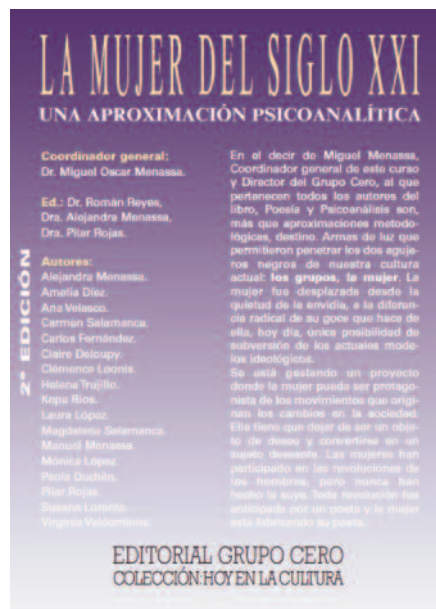 LA MUJER DEL SIGLO XXI
UNA APROXIMACIÓN PSICOANALÍTICA
Coordinador general:
Dr. Miguel Oscar Menassa.
Ed.: Dr. Román Reyes,
Dra. Alejandra Menassa,
Dra. Pilar Rojas.
Autores:
Alejandra Menassa.
Amelia Díez.
Ana Velasco.
Carmen Salamanca.
Carlos Fernández.
Claire Deloupy.
Clémence Loonis.
Helena Trujillo.
Kepa Ríos.
Laura López.
Magdalena Salamanca.
Manuel Menassa.
Mónica López.
Paola Duchên.
Pilar Rojas.
Susana Lorente.
Virginia Valdominos.
2ª EDICIÓN
En el decir de Miguel Menassa,
Coordinador general de este curso
y Director del Grupo Cero, al que
pertenecen todos los autores del
libro, Poesía y Psicoanálisis son,
más que aproximaciones metodo-
lógicas, destino. Armas de luz que
permitieron penetrar los dos aguje-
ros negros de nuestra cultura
actual: los grupos, la mujer. La
mujer fue desplazada desde la
quietud de la envidia, a la diferen-
cia radical de su goce que hace de
ella, hoy día, única posibilidad de
subversión de los actuales mode-
los ideológicos.
Se está gestando un proyecto
donde la mujer pueda ser protago-
nista de los movimientos que origi-
nan los cambios en la sociedad.
Ella tiene que dejar de ser un obje-
to de deseo y convertirse en un
sujeto deseante. Las mujeres han
participado en las revoluciones de
los hombres, pero nunca han
hecho la suya. Toda revolución fue
anticipada por un poeta y la mujer
está fabricando su poeta.
EDITORIAL GRUPO CERO
COLECCIÓN: HOY EN LA CULTURA